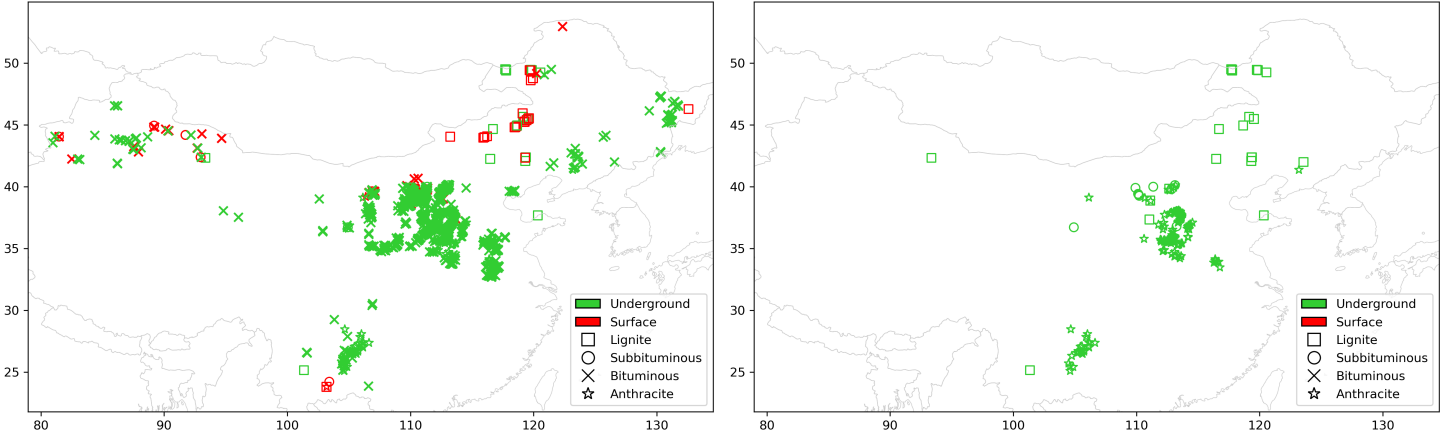 50
45
40
35
30
25
80 90 100 110 120 130
Underground
Surface
Lignite
Subbituminous
Bituminous
Anthracite
50
45
40
35
30
25
80 90 100 110 120 130
Underground
Surface
Lignite
Subbituminous
Bituminous
Anthracite